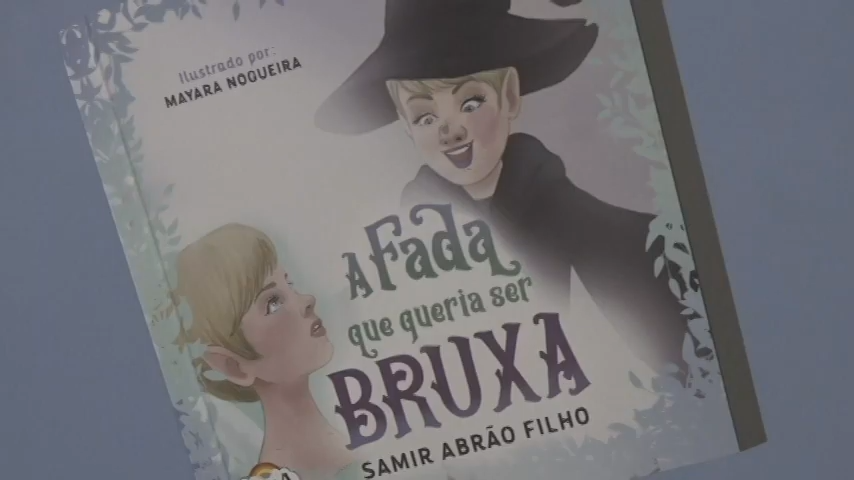 Ilustrado por:
MAYARA NOGUEIRA
A Fada
que queria ser
BRUXA
SAMIR ABRÃO FILHO